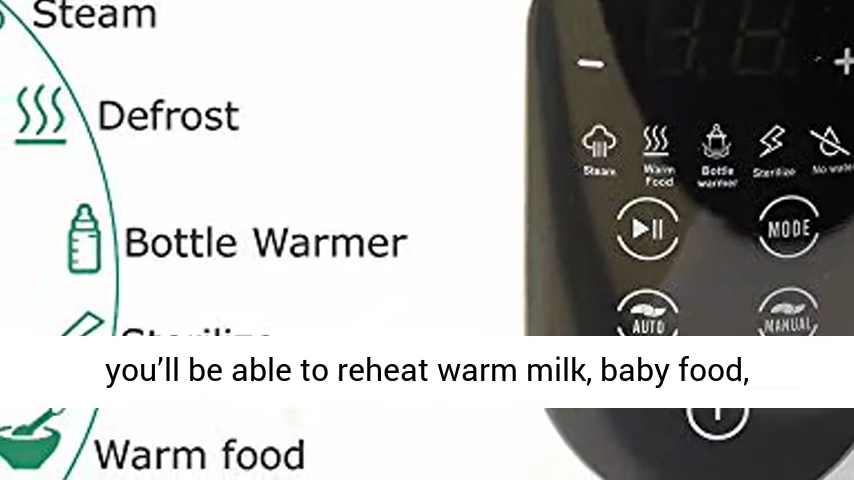 Steam
Defrost
Bottle Warmer
Sterilize
Warm food
- +
Steam
Warm Food
Bottle warmer
Sterilize
No water
MODE
AUTO
MANUAL
you’ll be able to reheat warm milk, baby food,